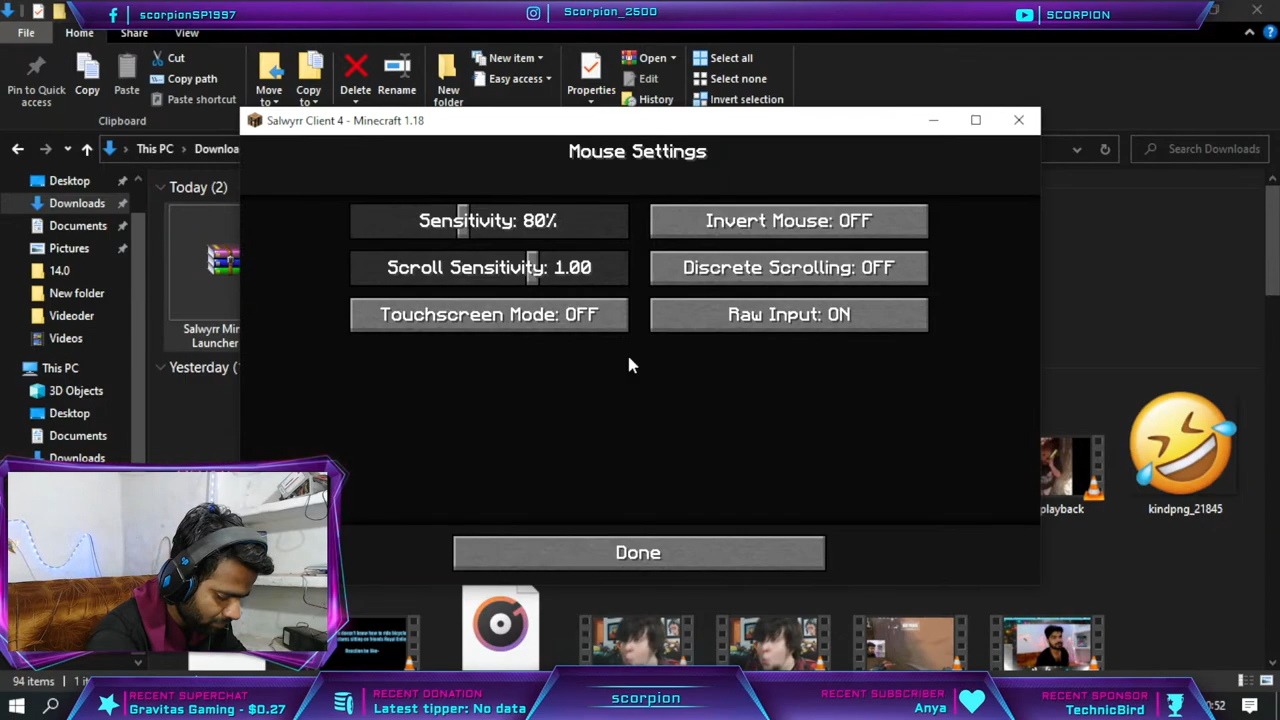 scorpionSP1997
Scorpion_2500
SCORPION
File
Home
Share
View
Pin to Quick access
Copy
Paste
Cut
Copy path
Paste shortcut
Clipboard
Move to
Copy to
Delete
Rename
New folder
New item
Easy access
Properties
Open
Edit
History
Select all
Select none
Invert selection
This PC
Search Downloads
Salwyrr Client 4 - Minecraft 1.18
Mouse Settings
Sensitivity: 80%
Invert Mouse: OFF
Scroll Sensitivity: 1.00
Discrete Scrolling: OFF
Touchscreen Mode: OFF
Raw Input: ON
Done
Desktop
Downloads
Documents
Pictures
14.0
New folder
Videoder
Videos
This PC
3D Objects
Desktop
Documents
Downloads
Today (2)
Launcher
playback
kindpng_21845
94 items
RECENT SUPERCHAT
Gravitas Gaming - $0.27
RECENT DONATION
Latest tipper: No data
scorpion
RECENT SUBSCRIBER
Anya
RECENT SPONSOR
TechnicBird